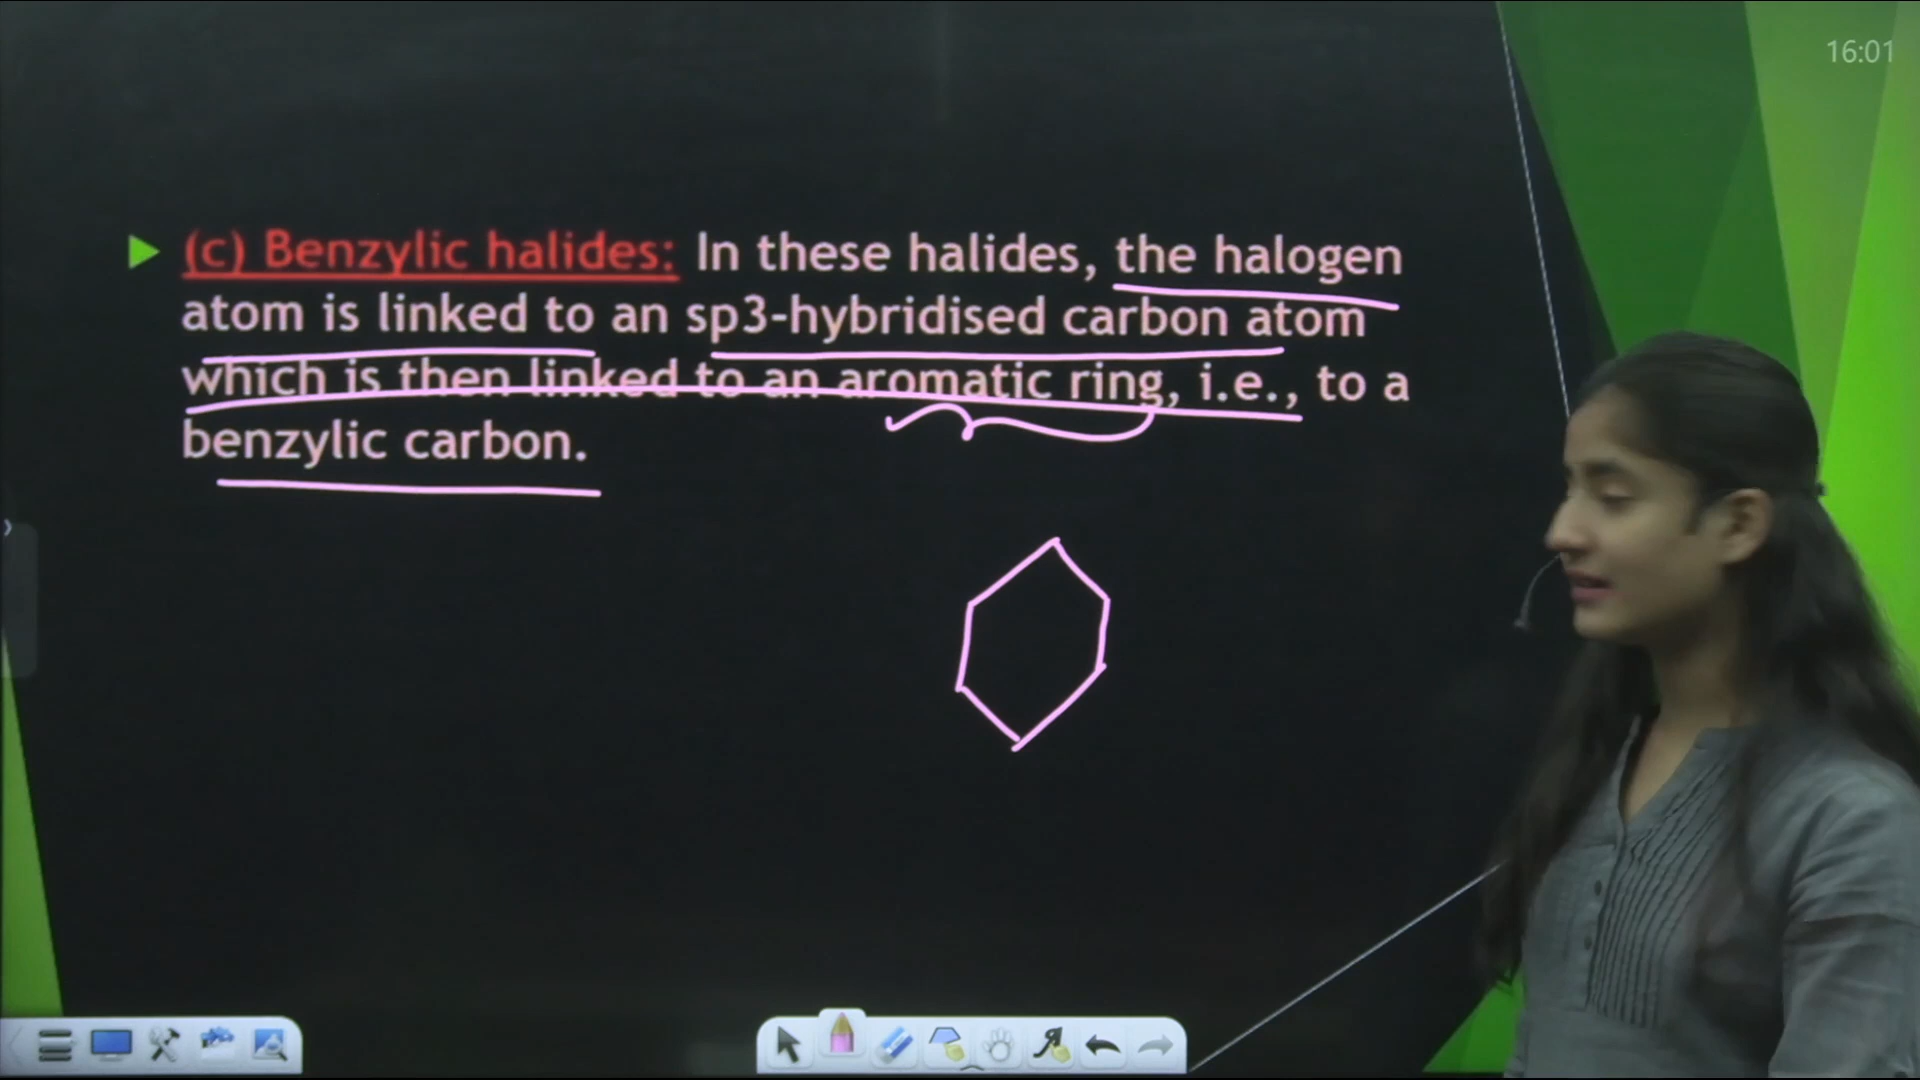 16:01
(c) Benzylic halides: In these halides, the halogen
atom is linked to an sp3-hybridised carbon atom
which is then linked to an aromatic ring, i.e., to a
benzylic carbon.